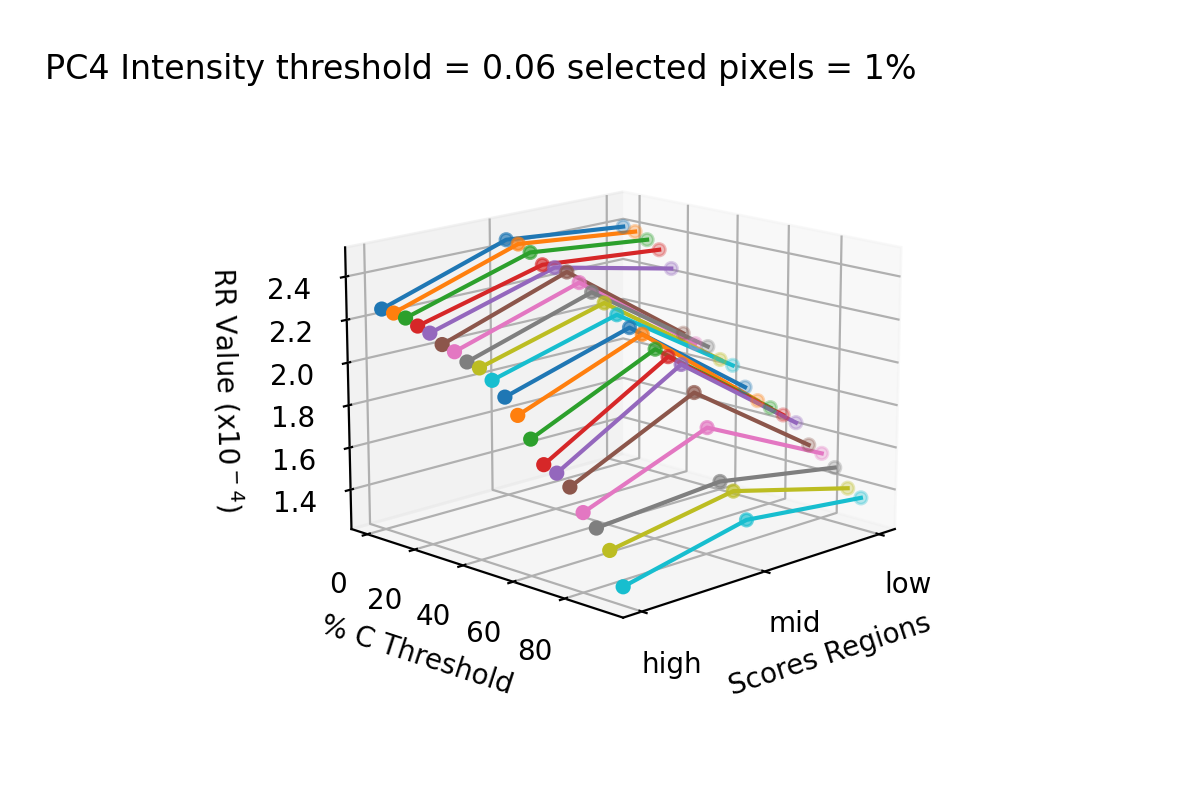 PC4 Intensity threshold = 0.06 selected pixels = 1%
RR Value (x10⁻⁴)
2.4
2.2
2.0
1.8
1.6
1.4
0
20
40
60
80
% C Threshold
high
mid
low
Scores Regions